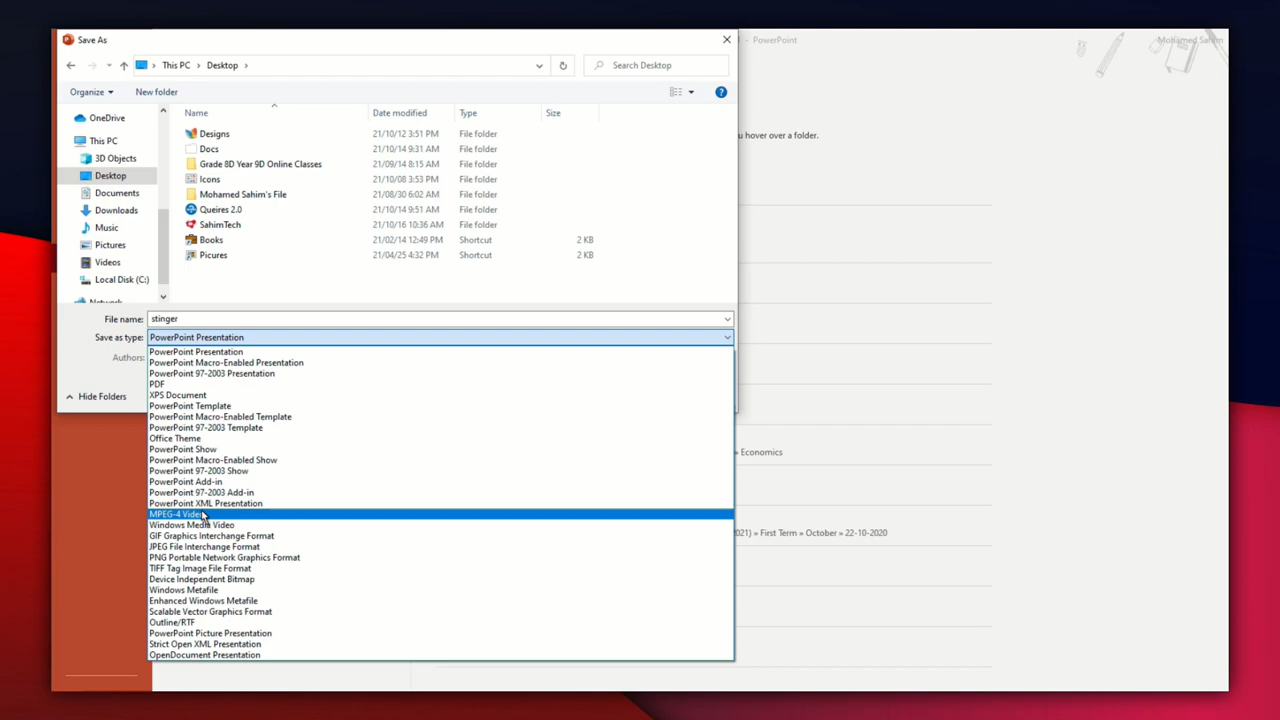 Save As
- PowerPoint
Mohamed Sahim
This PC
Desktop
Search Desktop
Organize
New folder
Name
Date modified
Type
Size
OneDrive
This PC
3D Objects
Desktop
Documents
Downloads
Music
Pictures
Videos
Local Disk (C:)
Network
Designs 21/10/12 3:51 PM File folder
Docs 21/10/14 9:31 AM File folder
Grade 8D Year 9D Online Classes 21/09/14 8:15 AM File folder
Icons 21/10/08 3:53 PM File folder
Mohamed Sahim's File 21/08/30 6:02 AM File folder
Queires 2.0 21/10/14 9:51 AM File folder
SahimTech 21/10/16 10:36 AM File folder
Books 21/02/14 12:49 PM Shortcut 2 KB
Picures 21/04/25 4:32 PM Shortcut 2 KB
hover over a folder.
File name: stinger
Save as type: PowerPoint Presentation
Authors:
Hide Folders
PowerPoint Presentation
PowerPoint Macro-Enabled Presentation
PowerPoint 97-2003 Presentation
PDF
XPS Document
PowerPoint Template
PowerPoint Macro-Enabled Template
PowerPoint 97-2003 Template
Office Theme
PowerPoint Show
PowerPoint Macro-Enabled Show
PowerPoint 97-2003 Show
PowerPoint Add-in
PowerPoint 97-2003 Add-in
PowerPoint XML Presentation
MPEG-4 Video
Windows Media Video
GIF Graphics Interchange Format
JPEG File Interchange Format
PNG Portable Network Graphics Format
TIFF Tag Image File Format
Device Independent Bitmap
Windows Metafile
Enhanced Windows Metafile
Scalable Vector Graphics Format
Outline/RTF
PowerPoint Picture Presentation
Strict Open XML Presentation
OpenDocument Presentation
» Economics
2021) » First Term » October » 22-10-2020